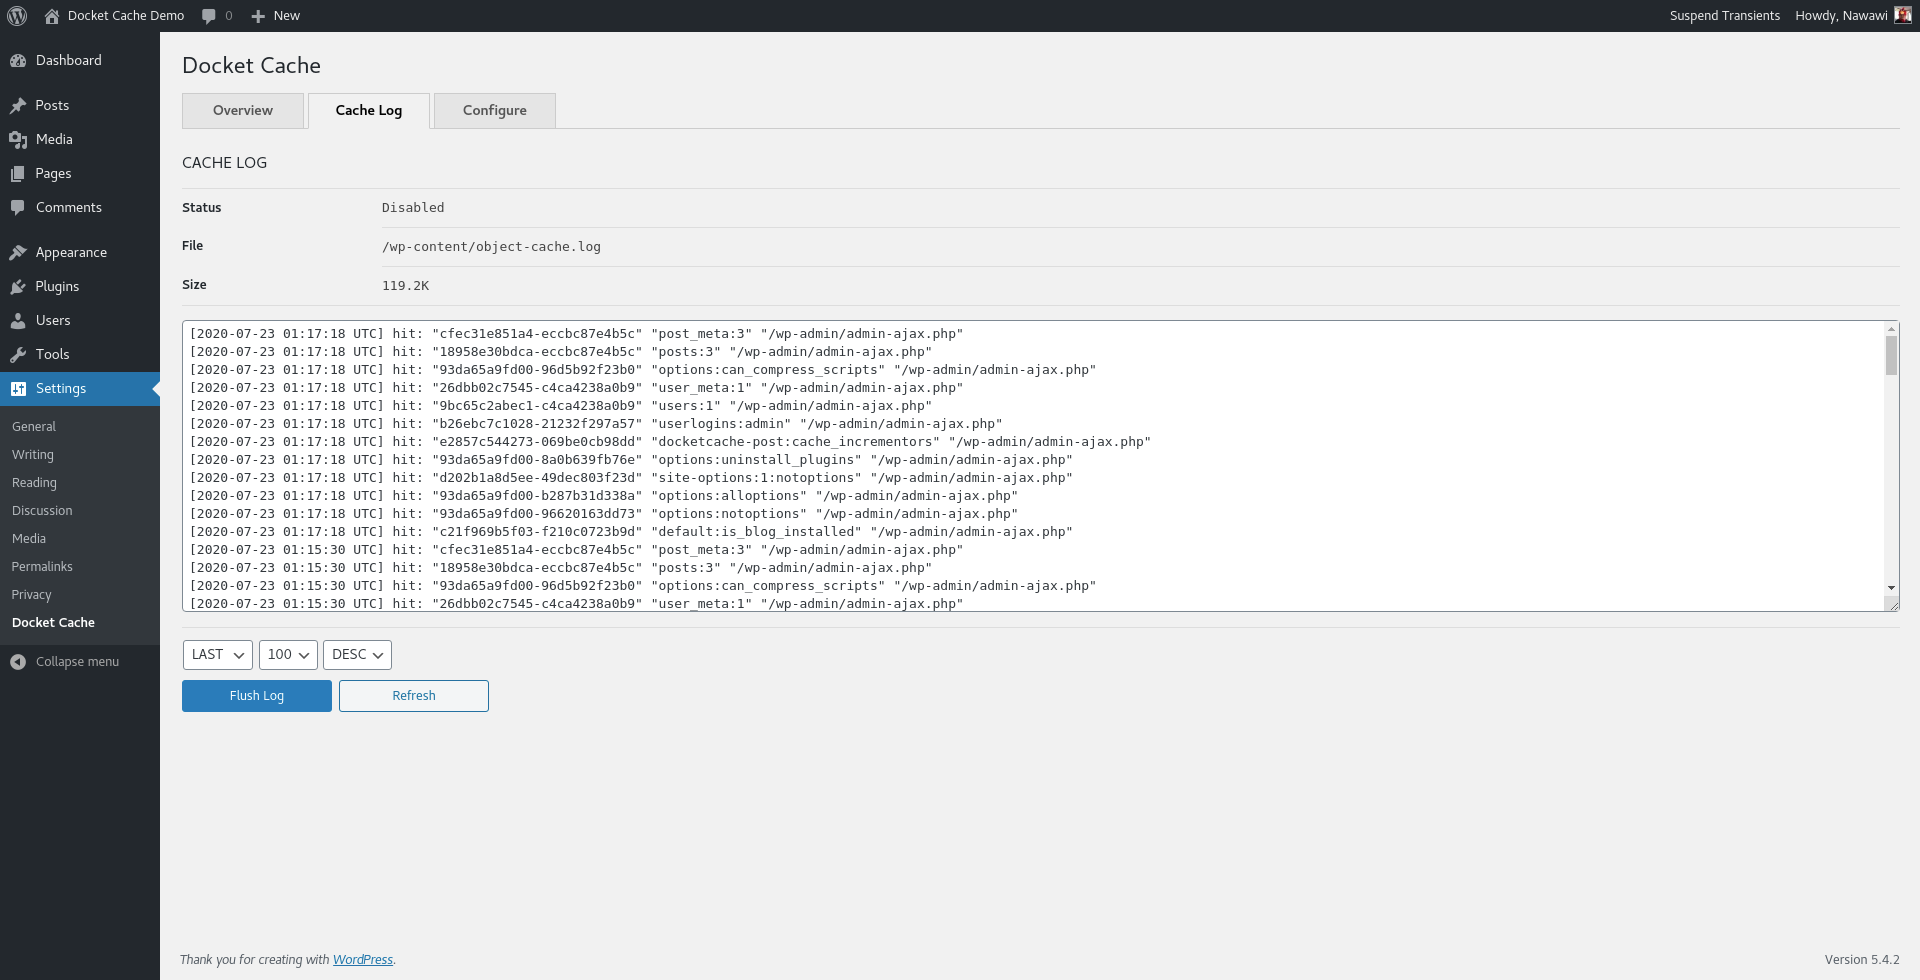 Docket Cache Demo 0 New Suspend Transients Howdy, Nawawi
Dashboard
Posts
Media
Pages
Comments
Appearance
Plugins
Users
Tools
Settings
General
Writing
Reading
Discussion
Media
Permalinks
Privacy
Docket Cache
Collapse menu
Docket Cache
Overview Cache Log Configure
CACHE LOG
Status Disabled
File /wp-content/object-cache.log
Size 119.2K
[2020-07-23 01:17:18 UTC] hit: "cfec31e851a4-eccbc87e4b5c" "post_meta:3" "/wp-admin/admin-ajax.php"
[2020-07-23 01:17:18 UTC] hit: "18958e30bdca-eccbc87e4b5c" "posts:3" "/wp-admin/admin-ajax.php"
[2020-07-23 01:17:18 UTC] hit: "93da65a9fd00-96d5b92f23b0" "options:can_compress_scripts" "/wp-admin/admin-ajax.php"
[2020-07-23 01:17:18 UTC] hit: "26dbb02c7545-c4ca4238a0b9" "user_meta:1" "/wp-admin/admin-ajax.php"
[2020-07-23 01:17:18 UTC] hit: "9bc65c2abec1-c4ca4238a0b9" "users:1" "/wp-admin/admin-ajax.php"
[2020-07-23 01:17:18 UTC] hit: "b26ebc7c1028-21232f297a57" "userlogins:admin" "/wp-admin/admin-ajax.php"
[2020-07-23 01:17:18 UTC] hit: "e2857c544273-069be0cb98dd" "docketcache-post:cache_incrementors" "/wp-admin/admin-ajax.php"
[2020-07-23 01:17:18 UTC] hit: "93da65a9fd00-8a0b639fb76e" "options:uninstall_plugins" "/wp-admin/admin-ajax.php"
[2020-07-23 01:17:18 UTC] hit: "d202b1a8d5ee-49dec803f23d" "site-options:1:notoptions" "/wp-admin/admin-ajax.php"
[2020-07-23 01:17:18 UTC] hit: "93da65a9fd00-b287b31d338a" "options:alloptions" "/wp-admin/admin-ajax.php"
[2020-07-23 01:17:18 UTC] hit: "93da65a9fd00-96620163dd73" "options:notoptions" "/wp-admin/admin-ajax.php"
[2020-07-23 01:17:18 UTC] hit: "c21f969b5f03-f210c0723b9d" "default:is_blog_installed" "/wp-admin/admin-ajax.php"
[2020-07-23 01:15:30 UTC] hit: "cfec31e851a4-eccbc87e4b5c" "post_meta:3" "/wp-admin/admin-ajax.php"
[2020-07-23 01:15:30 UTC] hit: "18958e30bdca-eccbc87e4b5c" "posts:3" "/wp-admin/admin-ajax.php"
[2020-07-23 01:15:30 UTC] hit: "93da65a9fd00-96d5b92f23b0" "options:can_compress_scripts" "/wp-admin/admin-ajax.php"
[2020-07-23 01:15:30 UTC] hit: "26dbb02c7545-c4ca4238a0b9" "user_meta:1" "/wp-admin/admin-ajax.php"
LAST 100 DESC
Flush Log Refresh
Thank you for creating with WordPress. Version 5.4.2